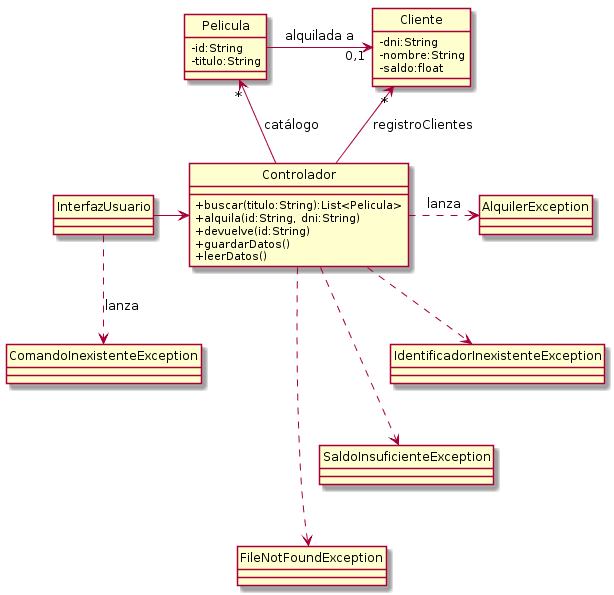 Pelicula
-id:String
-titulo:String
alquilada a
0,1
Cliente
-dni:String
-nombre:String
-saldo:float
*
catálogo
*
registroClientes
InterfazUsuario
Controlador
+buscar(titulo:String):List<Pelicula>
+alquila(id:String, dni:String)
+devuelve(id:String)
+guardarDatos()
+leerDatos()
lanza
AlquilerException
lanza
ComandoInexistenteException
IdentificadorInexistenteException
SaldoInsuficienteException
FileNotFoundException